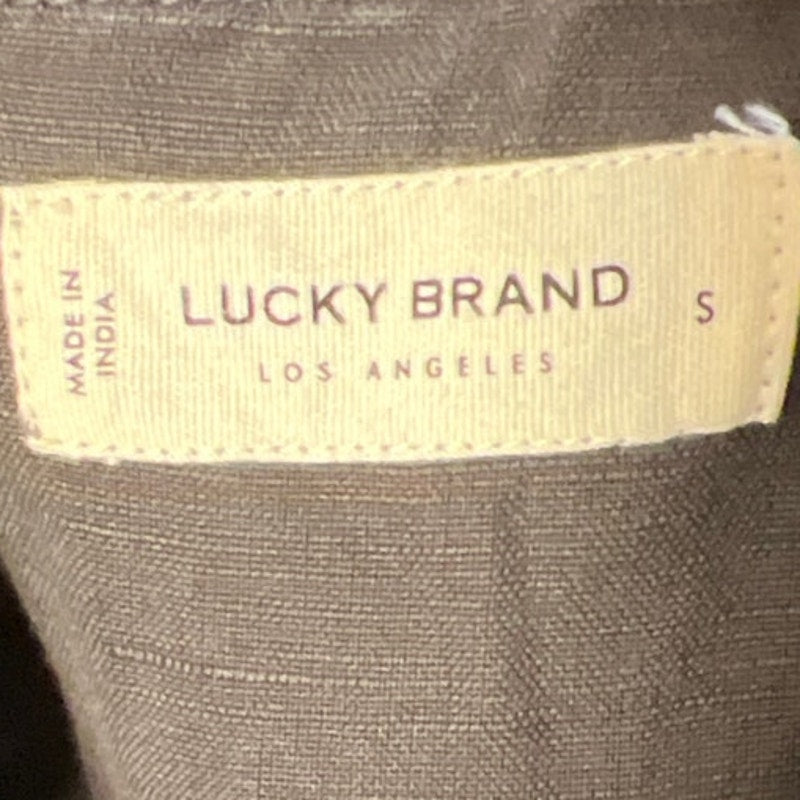 MADE IN
INDIA
LUCKY BRAND
LOS ANGELES
S